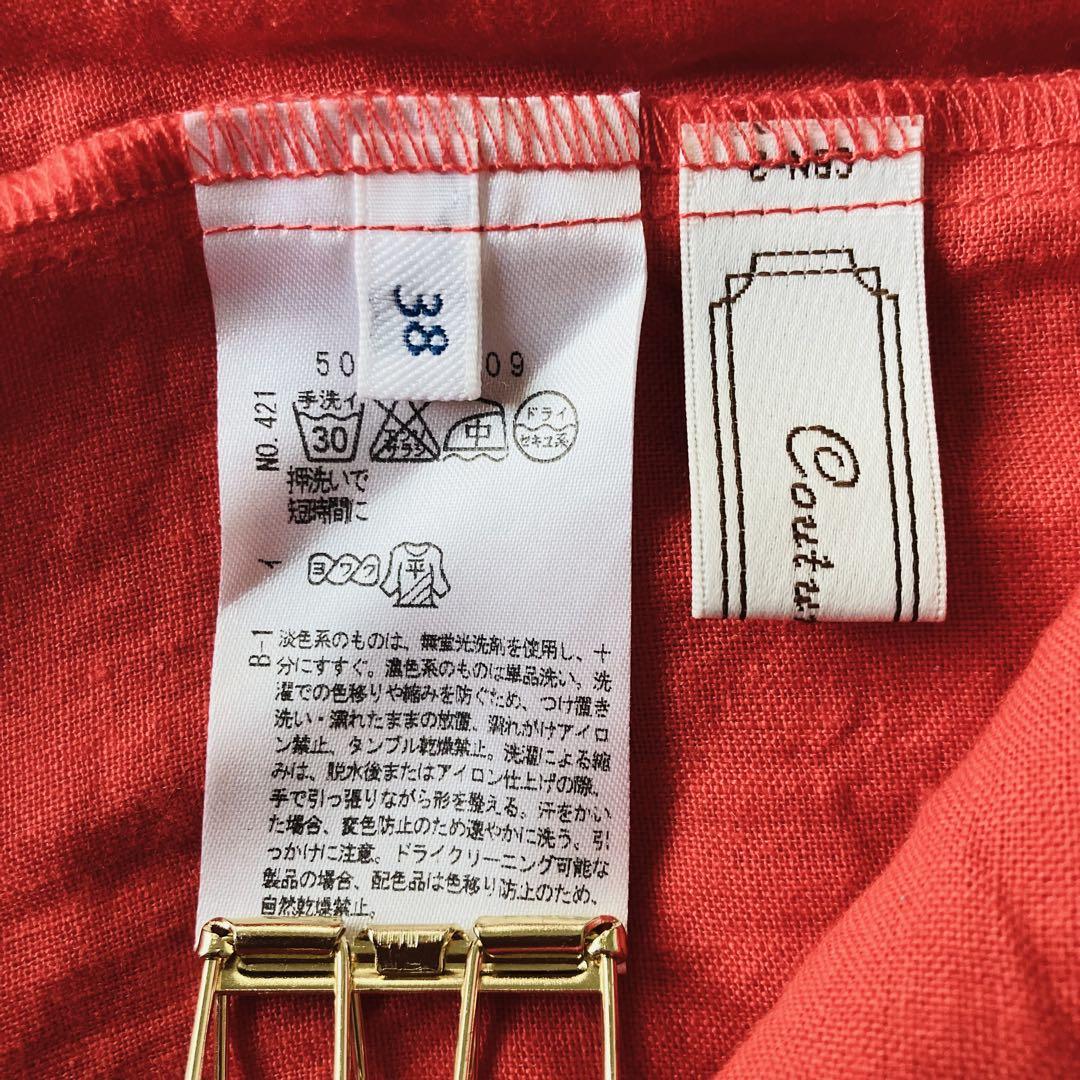 CBN-2
38
50
09
NO. 421
手洗イ
30
エンソ
サラシ
中
ドライ
セキユ系
押洗いで
短時間に
1
ヨワク
平
B-1
淡色系のものは、無蛍光洗剤を使用し、十
分にすすぐ。濃色系のものは単品洗い。洗
濯での色移りや縮みを防ぐため、つけ置き
洗い・濡れたままの放置、濡れがけアイロ
ン禁止、タンブル乾燥禁止。洗濯による縮
みは、脱水後またはアイロン仕上げの際、
手で引っ張りながら形を整える。汗をかい
た場合、変色防止のため速やかに洗う、引
っかけに注意。ドライクリーニング可能な
製品の場合、配色品は色移り防止のため、
自然乾燥禁止。
Coutu